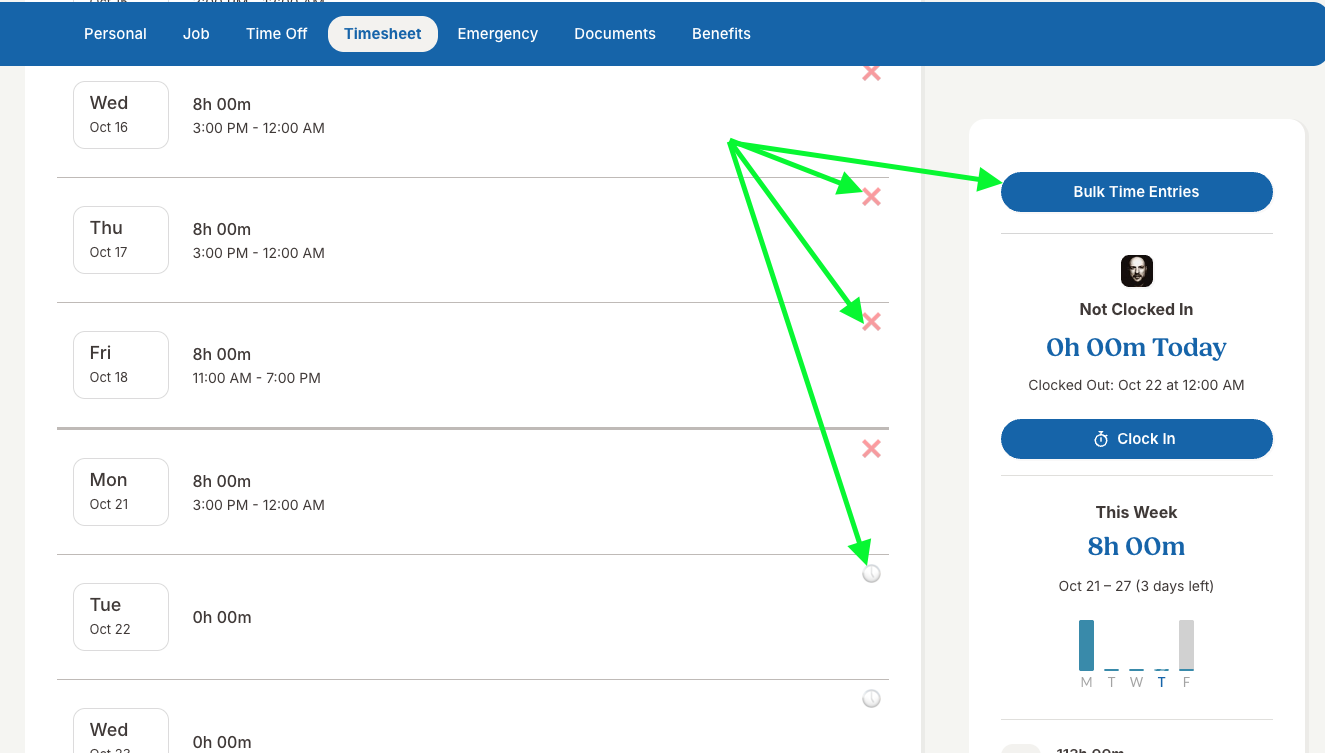 Personal
Job
Time Off
Timesheet
Emergency
Documents
Benefits
Wed
Oct 16
8h 00m
3:00 PM - 12:00 AM
Thu
Oct 17
8h 00m
3:00 PM - 12:00 AM
Fri
Oct 18
8h 00m
11:00 AM - 7:00 PM
Mon
Oct 21
8h 00m
3:00 PM - 12:00 AM
Tue
Oct 22
0h 00m
Wed
0h 00m
Bulk Time Entries
Not Clocked In
0h 00m Today
Clocked Out: Oct 22 at 12:00 AM
Clock In
This Week
8h 00m
Oct 21 – 27 (3 days left)
M T W T F